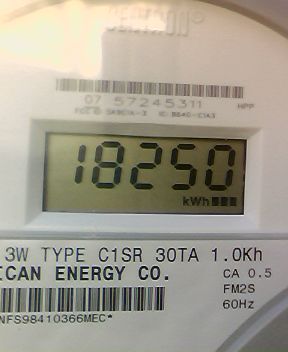 07 57245311 HPP
18250
kWh
3W TYPE C1SR 30TA 1.0Kh
ICAN ENERGY CO. CA 0.5
FM2S
NFS98410366MEC* 60Hz